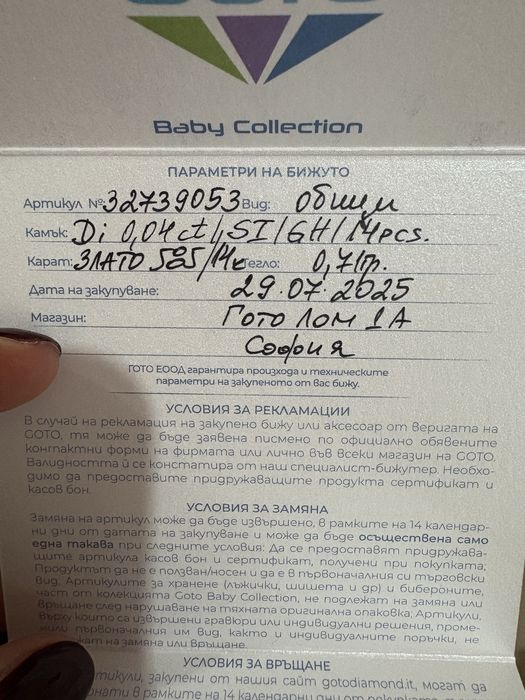 Baby Collection
ПАРАМЕТРИ НА БИЖУТО
Артикул № 32739053 Вид: обици
Камък: Di 0,04ct/SI/GH/14pcs.
Карат: ЗЛАТО 585/14к Тегло: 0,71гр.
Дата на закупуване: 29.07.2025
Магазин: Гото Лом 1А
София
ГОТО ЕООД гарантира произхода и техническите
параметри на закупеното от вас бижу.
УСЛОВИЯ ЗА РЕКЛАМАЦИИ
В случай на рекламация на закупено бижу или аксесоар от веригата на
GOTO, тя може да бъде заявена писмено по официално обявените
контактни форми на фирмата или лично във всеки магазин на GOTO.
Валидността й се констатира от наш специалист-бижутер. Необхо-
димо да предоставите придружаващите продукта сертификат и
касов бон.
УСЛОВИЯ ЗА ЗАМЯНА
Замяна на артикул може да бъде извършено, в рамките на 14 календар-
ни дни от датата на закупуване и може да бъде осъществена само
една такава при следните условия: Да се предоставят придружава-
щите артикула касов бон и сертификат, получени при покупката;
Продуктът да не е ползван/носен и да е в първоначалния си търговски
вид; Артикулите за хранене (лъжички, шишета и др) и бибероните,
част от колекцията Goto Baby Collection, не подлежат на замяна или
връщане след нарушаване на тяхната оригинална опаковка; Артикули,
върху които са извършени гравюри или индивидуални решения, проме-
първоначалния им вид, както и индивидуалните поръчки, не
на замяна или връщане.
УСЛОВИЯ ЗА ВРЪЩАНЕ
закупени от нашия сайт gotodiamond.it, могат да
в рамките на 14 календарни дни от